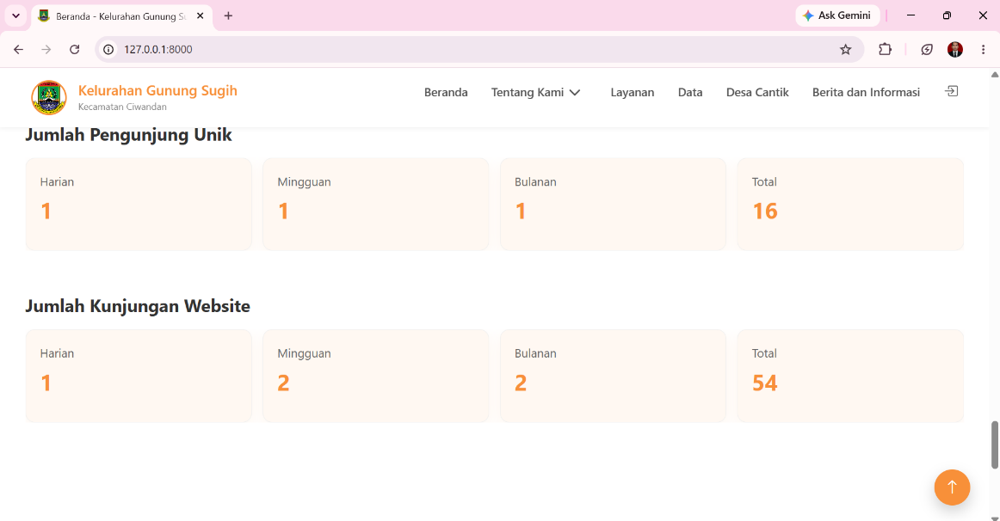 Beranda - Kelurahan Gunung Su
Ask Gemini
127.0.0.1:8000
Kelurahan Gunung Sugih
Kecamatan Ciwandan
Beranda Tentang Kami Layanan Data Desa Cantik Berita dan Informasi
Jumlah Pengunjung Unik
Harian Mingguan Bulanan Total
1 1 1 16
Jumlah Kunjungan Website
Harian Mingguan Bulanan Total
1 2 2 54